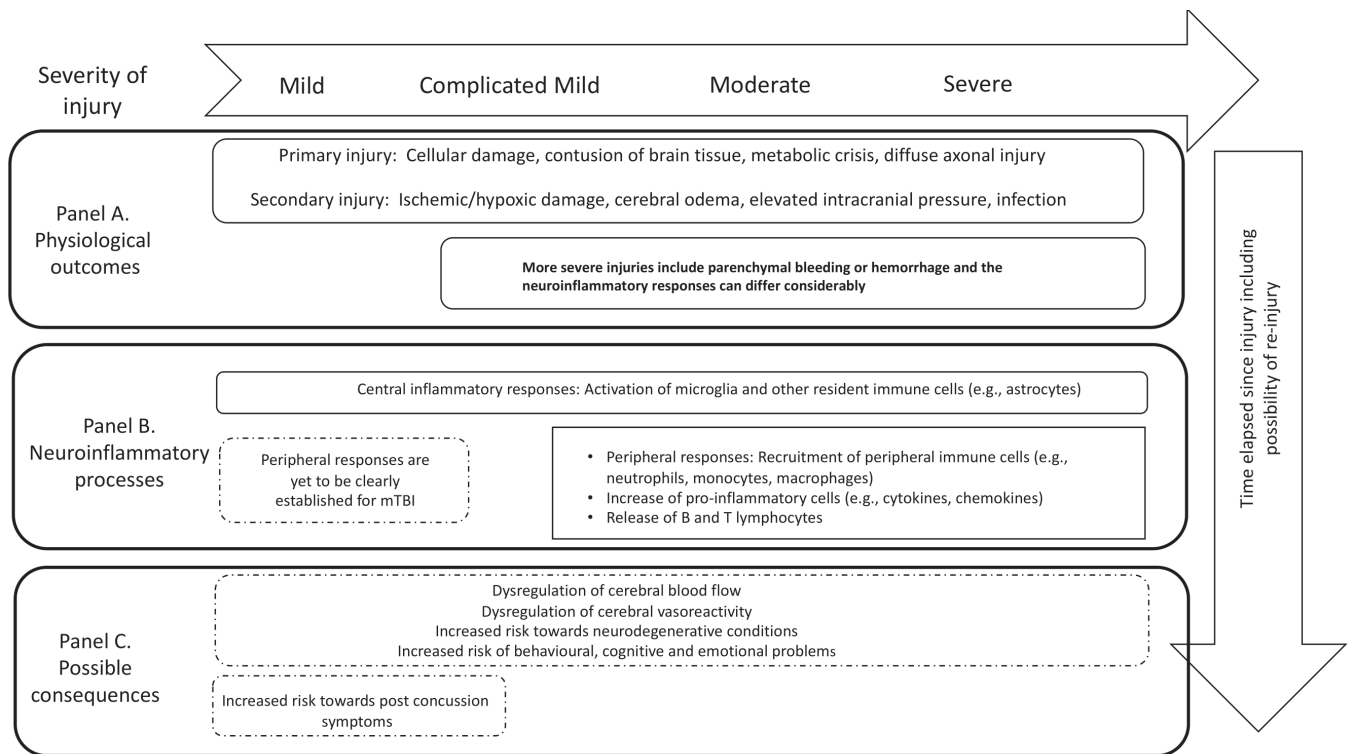 Severity of
injury
Mild
Complicated Mild
Moderate
Severe
Panel A.
Physiological
outcomes
Primary injury: Cellular damage, contusion of brain tissue, metabolic crisis, diffuse axonal injury
Secondary injury: Ischemic/hypoxic damage, cerebral odema, elevated intracranial pressure, infection
More severe injuries include parenchymal bleeding or hemorrhage and the
neuroinflammatory responses can differ considerably
Panel B.
Neuroinflammatory
processes
Central inflammatory responses: Activation of microglia and other resident immune cells (e.g., astrocytes)
Peripheral responses are
yet to be clearly
established for mTBI
• Peripheral responses: Recruitment of peripheral immune cells (e.g.,
neutrophils, monocytes, macrophages)
• Increase of pro-inflammatory cells (e.g., cytokines, chemokines)
• Release of B and T lymphocytes
Panel C.
Possible
consequences
Dysregulation of cerebral blood flow
Dysregulation of cerebral vasoreactivity
Increased risk towards neurodegenerative conditions
Increased risk of behavioural, cognitive and emotional problems
Increased risk towards post concussion
symptoms
Time elapsed since injury including
possibility of re-injury